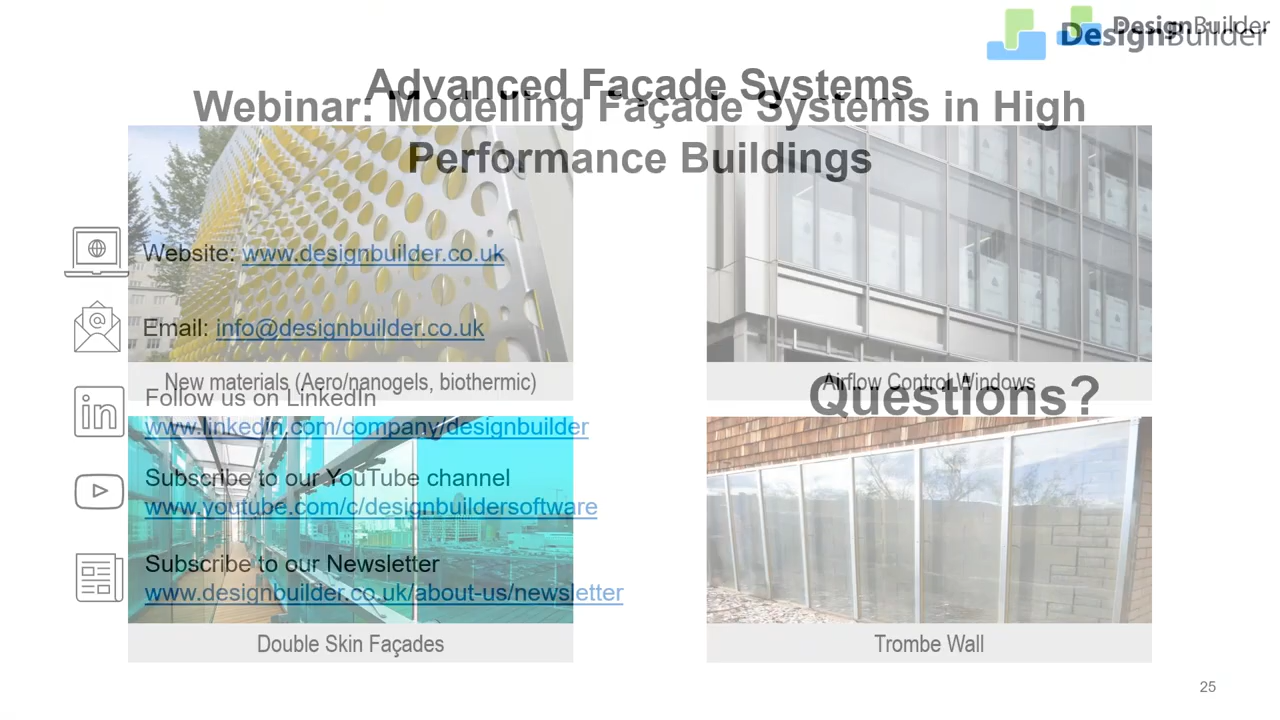 DesignBuilder
DesignBuilder
Advanced Façade Systems
Webinar: Modelling Façade Systems in High
Performance Buildings
Website: www.designbuilder.co.uk
Email: info@designbuilder.co.uk
New materials (Aero/nanogels, biothermic)
Airflow Control Windows
Follow us on LinkedIn
www.linkedin.com/company/designbuilder
Questions?
Subscribe to our YouTube channel
www.youtube.com/c/designbuildersoftware
Subscribe to our Newsletter
www.designbuilder.co.uk/about-us/newsletter
Double Skin Façades
Trombe Wall
25